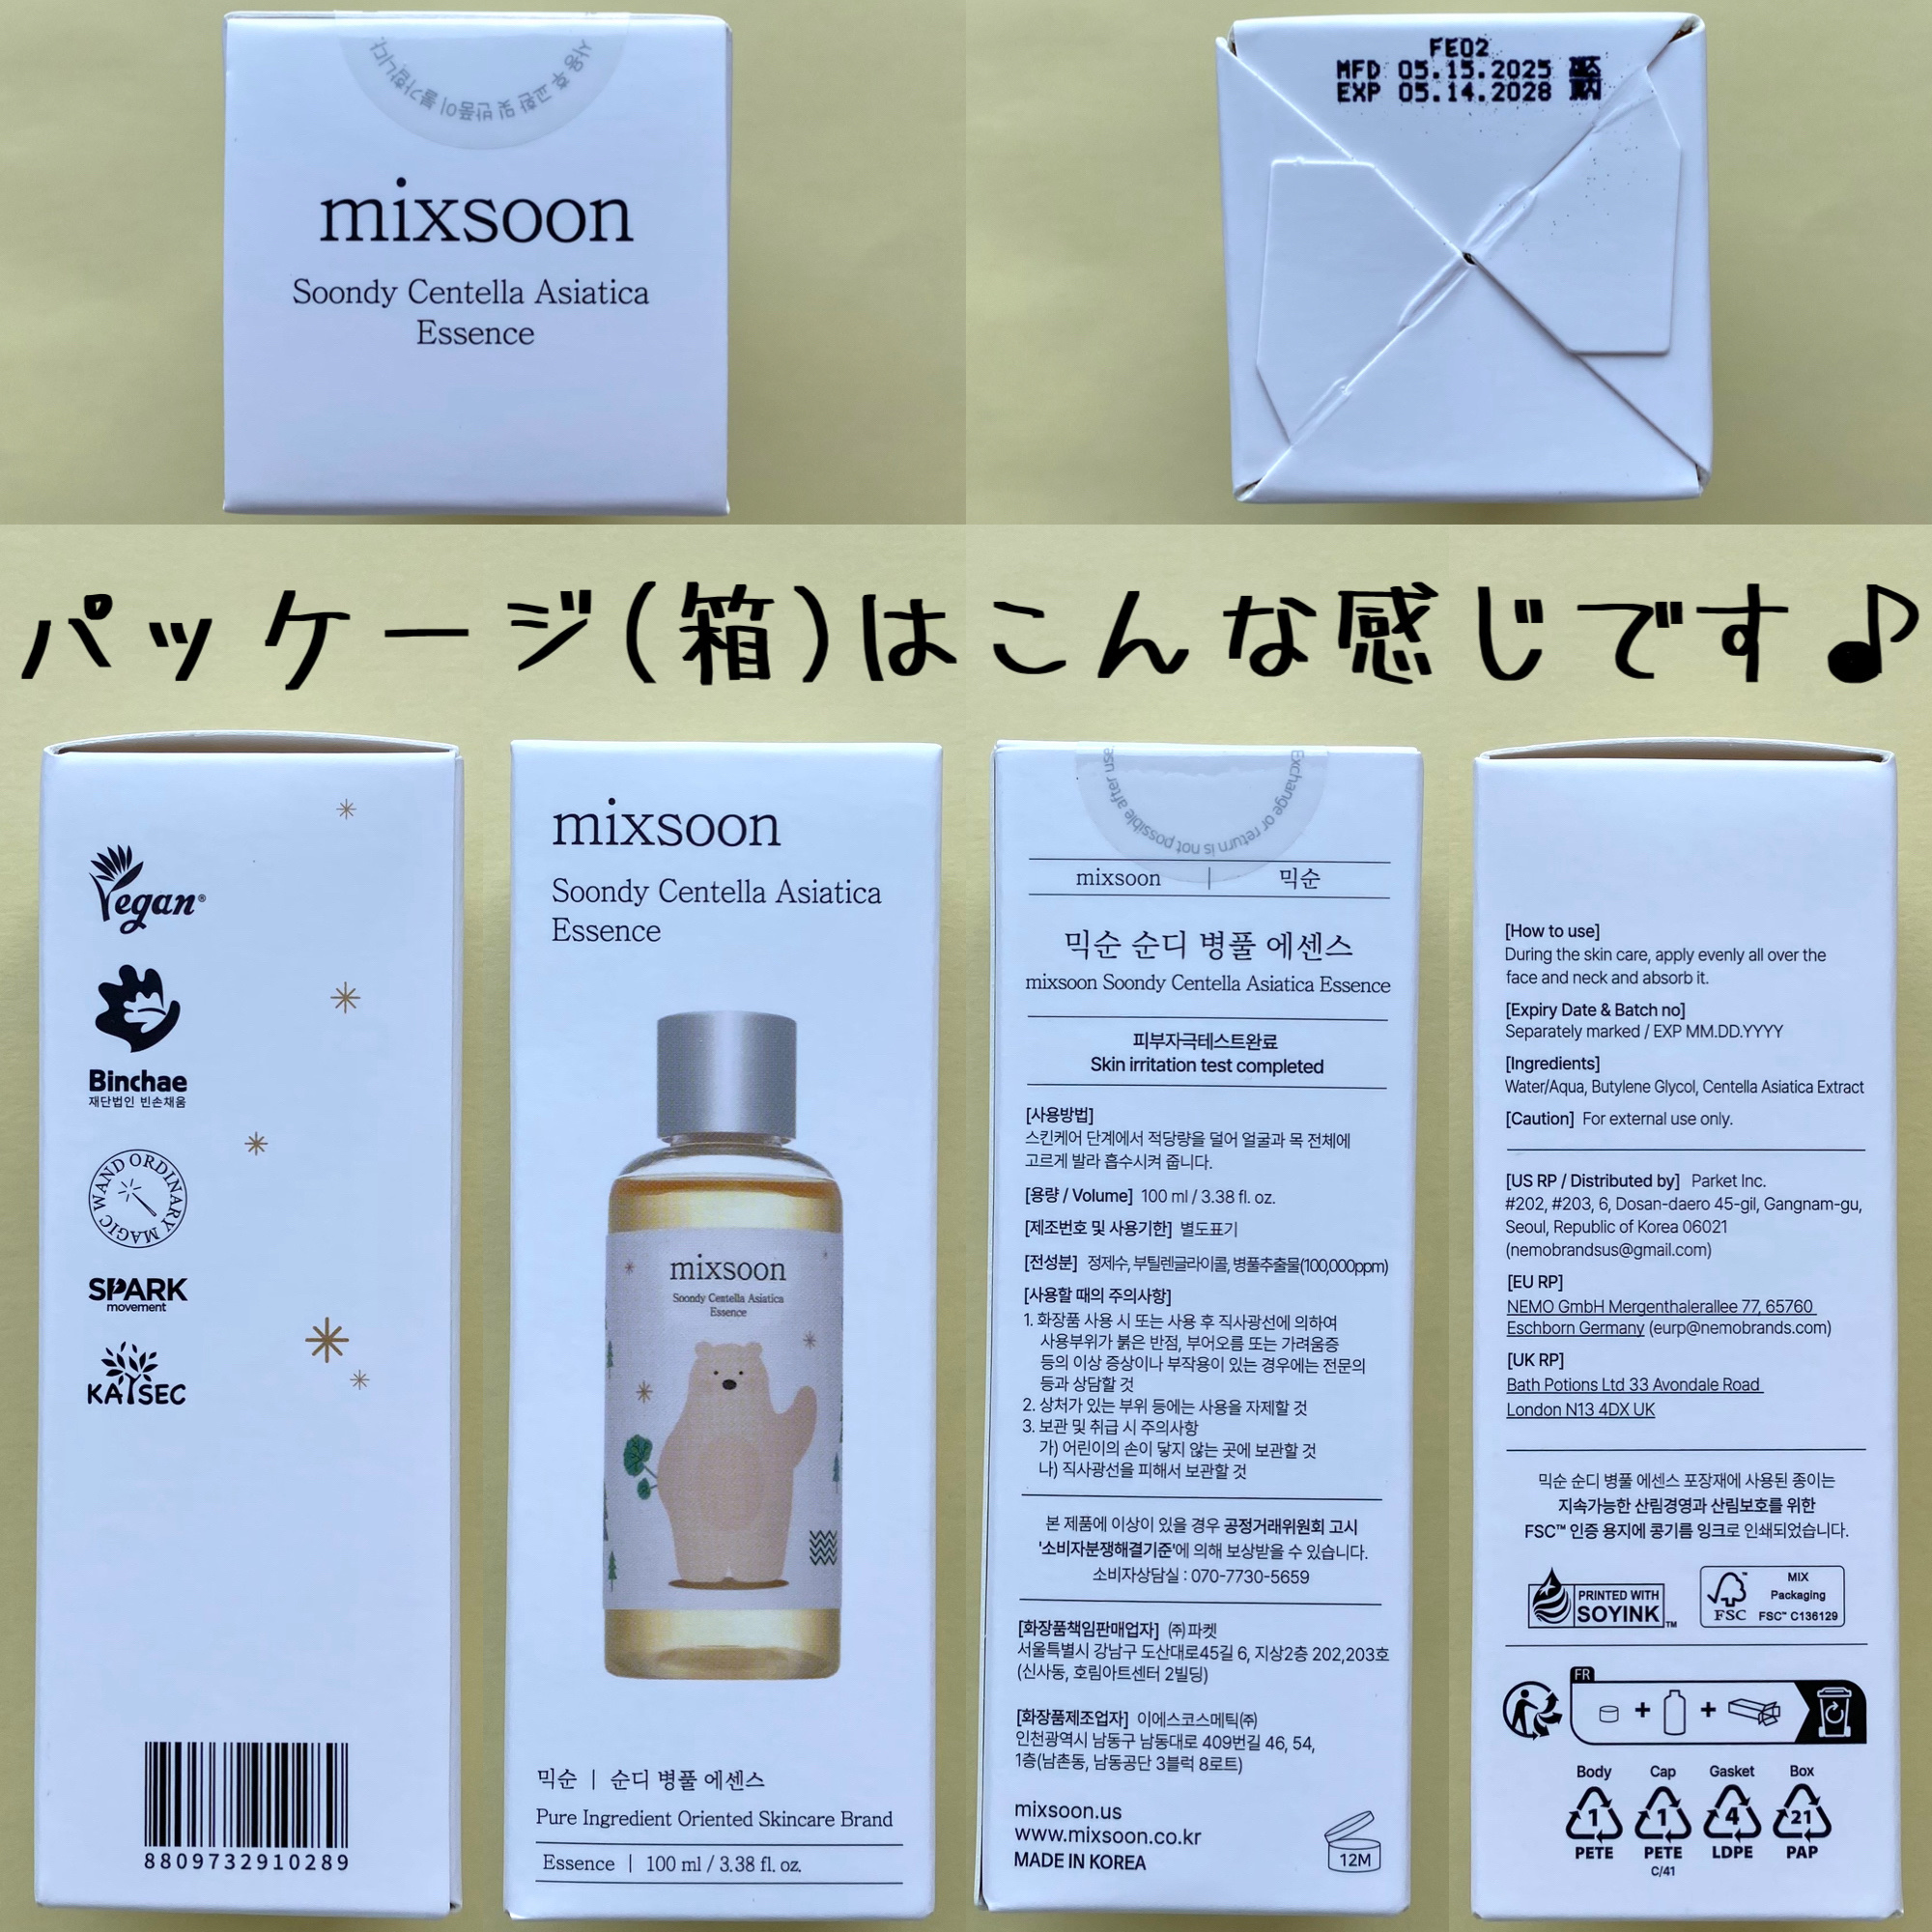 사용 후 교환 및 반품이 불가합니다.
mixsoon
Soondy Centella Asiatica
Essence
FE02
MFD 05.15.2025
EXP 05.14.2028
パッケージ(箱)はこんな感じです♪
Vegan®
Binchae
재단법인 빈손채움
MAGIC WAND ORDINARY
SPARK
movement
KATSEC
8809732910289
mixsoon
Soondy Centella Asiatica
Essence
mixsoon
Soondy Centella Asiatica
Essence
믹순 | 순디 병풀 에센스
Pure Ingredient Oriented Skincare Brand
Essence | 100 ml / 3.38 fl. oz.
Exchange or return is not possible after use
mixsoon | 믹순
믹순 순디 병풀 에센스
mixsoon Soondy Centella Asiatica Essence
피부자극테스트완료
Skin irritation test completed
[사용방법]
스킨케어 단계에서 적당량을 덜어 얼굴과 목 전체에
고르게 발라 흡수시켜 줍니다.
[용량 / Volume] 100 ml / 3.38 fl. oz.
[제조번호 및 사용기한] 별도표기
[전성분] 정제수, 부틸렌글라이콜, 병풀추출물(100,000ppm)
[사용할 때의 주의사항]
1. 화장품 사용 시 또는 사용 후 직사광선에 의하여
사용부위가 붉은 반점, 부어오름 또는 가려움증
등의 이상 증상이나 부작용이 있는 경우에는 전문의
등과 상담할 것
2. 상처가 있는 부위 등에는 사용을 자제할 것
3. 보관 및 취급 시 주의사항
가) 어린이의 손이 닿지 않는 곳에 보관할 것
나) 직사광선을 피해서 보관할 것
본 제품에 이상이 있을 경우 공정거래위원회 고시
'소비자분쟁해결기준'에 의해 보상받을 수 있습니다.
소비자상담실 : 070-7730-5659
[화장품책임판매업자] ㈜파켓
서울특별시 강남구 도산대로45길 6, 지상2층 202,203호
(신사동, 호림아트센터 2빌딩)
[화장품제조업자] 이에스코스메틱㈜
인천광역시 남동구 남동대로 409번길 46, 54,
1층(남촌동, 남동공단 3블럭 8로트)
mixsoon.us
www.mixsoon.co.kr
MADE IN KOREA
12M
[How to use]
During the skin care, apply evenly all over the
face and neck and absorb it.
[Expiry Date & Batch no]
Separately marked / EXP MM.DD.YYYY
[Ingredients]
Water/Aqua, Butylene Glycol, Centella Asiatica Extract
[Caution] For external use only.
[US RP / Distributed by] Parket Inc.
#202, #203, 6, Dosan-daero 45-gil, Gangnam-gu,
Seoul, Republic of Korea 06021
(nemobrandsus@gmail.com)
[EU RP]
NEMO GmbH Mergenthalerallee 77, 65760
Eschborn Germany (eurp@nemobrands.com)
[UK RP]
Bath Potions Ltd 33 Avondale Road
London N13 4DX UK
믹순 순디 병풀 에센스 포장재에 사용된 종이는
지속가능한 산림경영과 산림보호를 위한
FSC™ 인증 용지에 콩기름 잉크로 인쇄되었습니다.
PRINTED WITH
SOYINK™
FSC™
MIX
Packaging
FSC™ C136129
FR
Body Cap Gasket Box
1 1 4 21
PETE PETE LDPE PAP
C/41